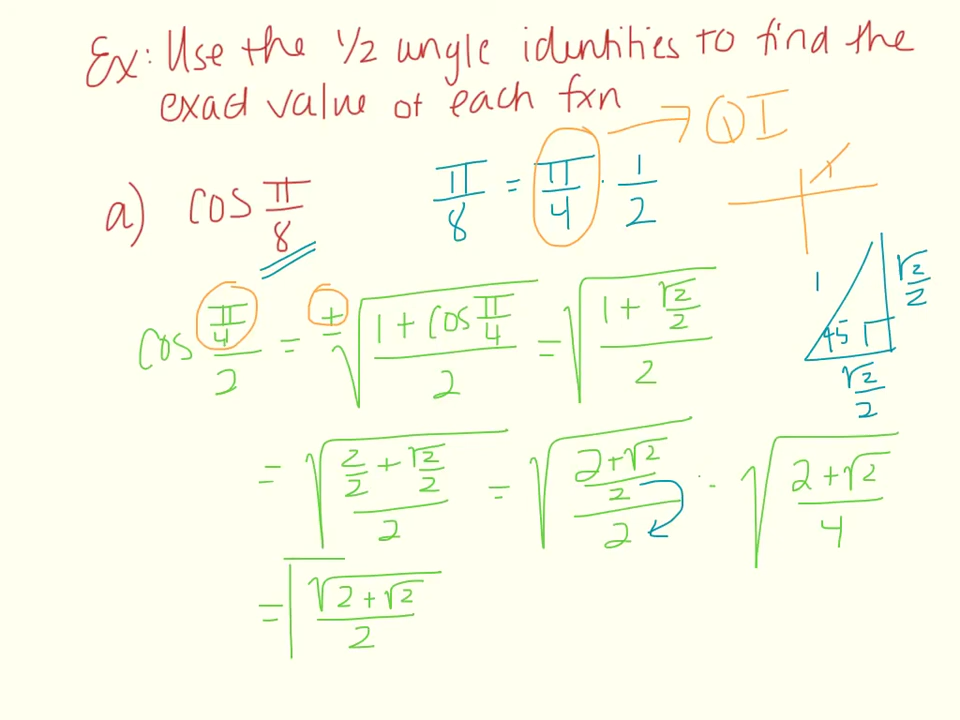 Ex: Use the 1/2 angle identities to find the
exact value of each fxn
a) cos π/8
π/8 = π/4 · 1/2 → QI
cos (π/4)/2 = ±√((1 + cos π/4)/2) = √((1 + √2/2)/2)
1 √2/2
45
√2/2
= √((2/2 + √2/2)/2) = √(((2+√2)/2)/2) = √((2+√2)/4)
= √(2+√2)/2